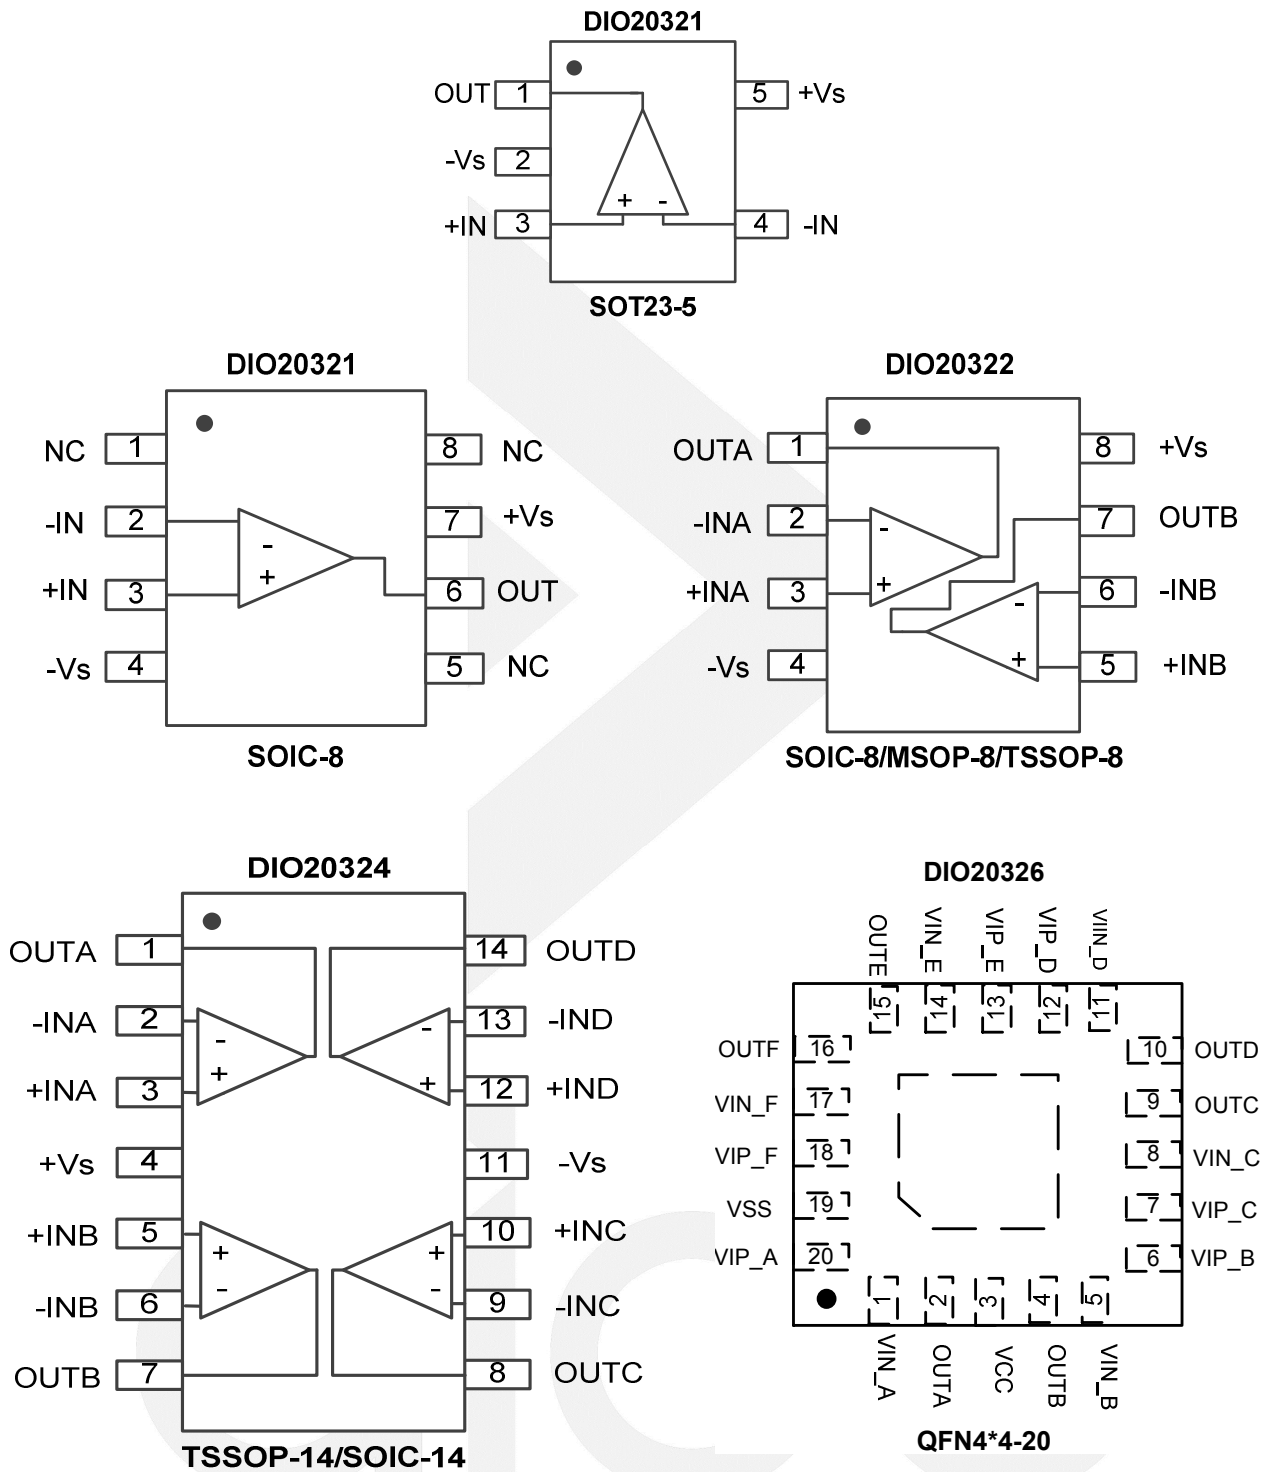 DIO20321
OUT 1 5 +Vs
-Vs 2
+IN 3 + - 4 -IN
SOT23-5
DIO20321
NC 1 8 NC
-IN 2 7 +Vs
-
+
+IN 3 6 OUT
-Vs 4 5 NC
SOIC-8
DIO20322
OUTA 1 8 +Vs
-INA 2 - 7 OUTB
+INA 3 + - 6 -INB
-Vs 4 + 5 +INB
SOIC-8/MSOP-8/TSSOP-8
DIO20324
OUTA 1 14 OUTD
-INA 2 - - 13 -IND
+INA 3 + + 12 +IND
+Vs 4 11 -Vs
+INB 5 + + 10 +INC
-INB 6 - - 9 -INC
OUTB 7 8 OUTC
TSSOP-14/SOIC-14
DIO20326
OUTE VIN_E VIP_E VIP_D VIIN_D
15 14 13 12 11
OUTF 16 10 OUTD
VIN_F 17 9 OUTC
VIP_F 18 8 VIN_C
VSS 19 7 VIP_C
VIP_A 20 6 VIP_B
1 2 3 4 5
VIN_A OUTA VCC OUTB VIN_B
QFN4*4-20